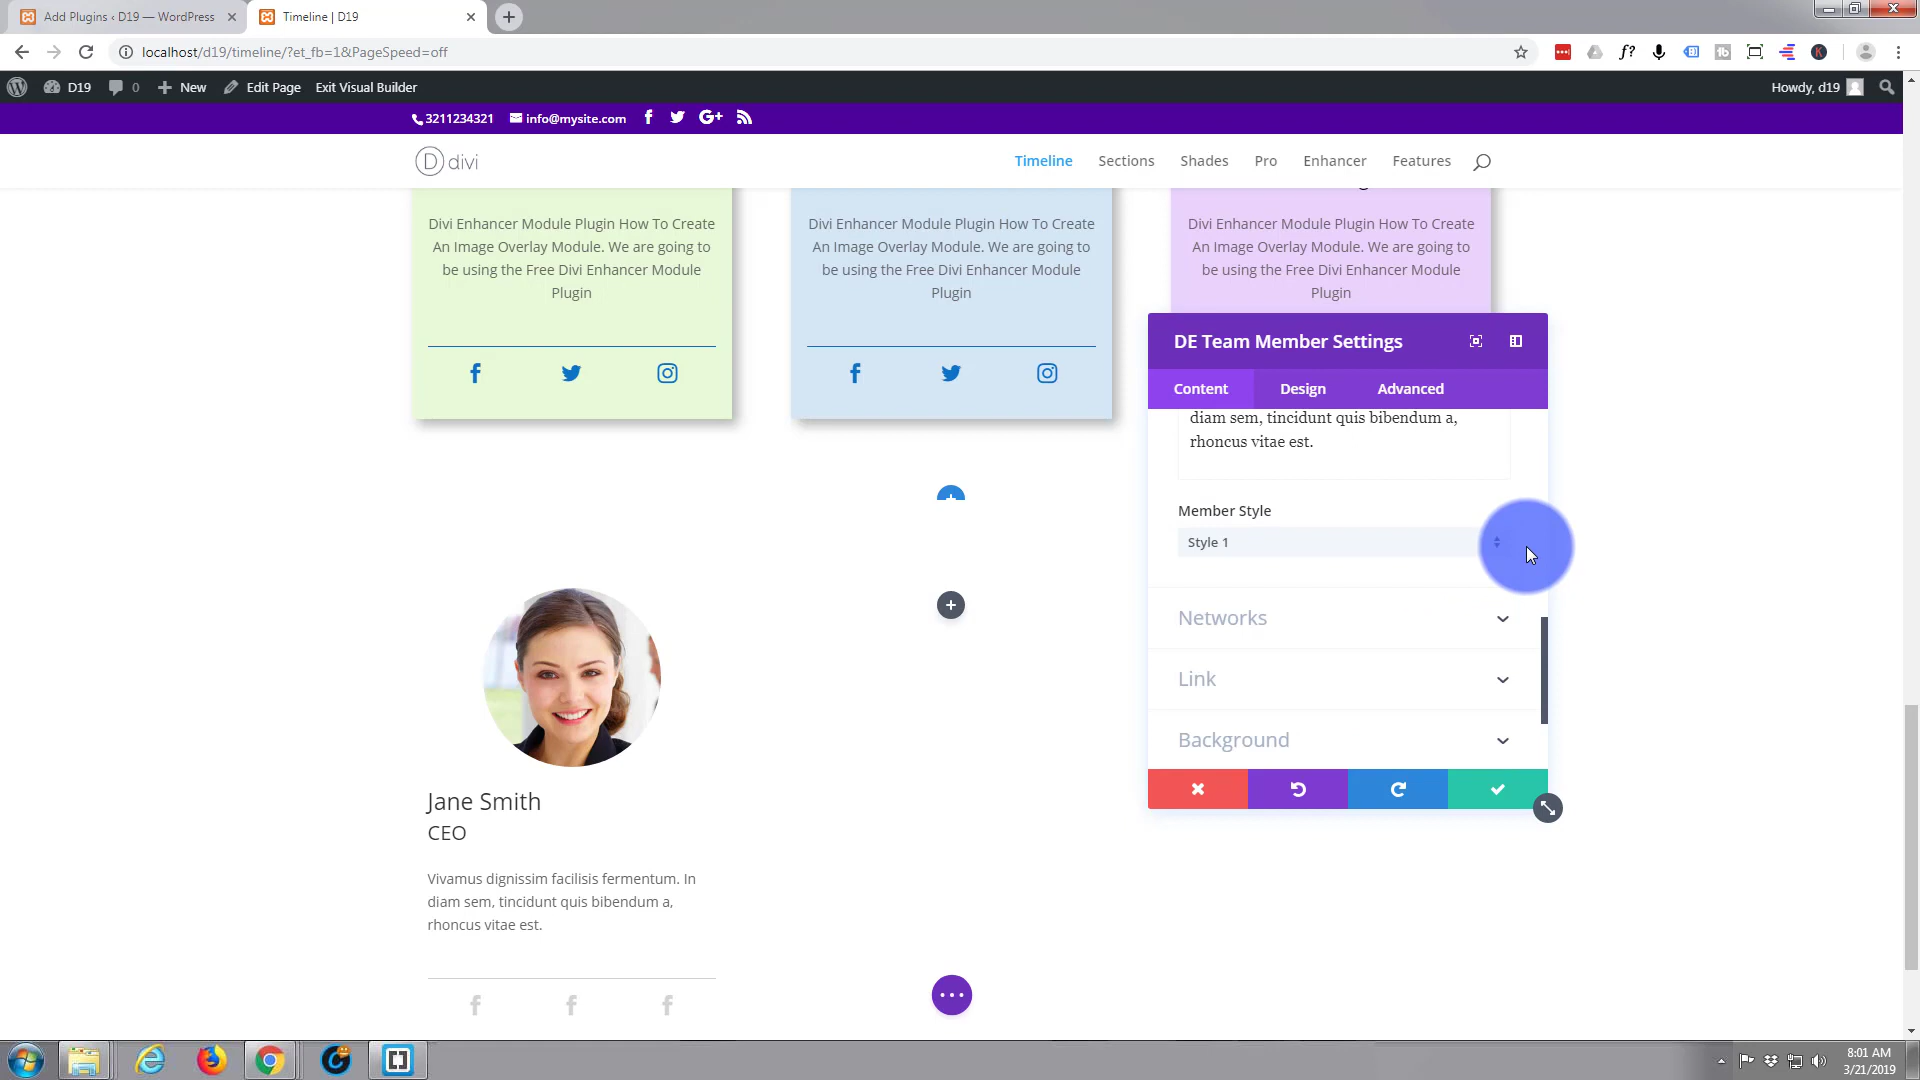 Add Plugins ‹ D19 — WordPress
Timeline | D19
localhost/d19/timeline/?et_fb=1&PageSpeed=off
D19
0
New
Edit Page
Exit Visual Builder
Howdy, d19
3211234321
info@mysite.com
D divi
Timeline
Sections
Shades
Pro
Enhancer
Features
Divi Enhancer Module Plugin How To Create
An Image Overlay Module. We are going to
be using the Free Divi Enhancer Module
Plugin
Divi Enhancer Module Plugin How To Create
An Image Overlay Module. We are going to
be using the Free Divi Enhancer Module
Plugin
Divi Enhancer Module Plugin How To Create
An Image Overlay Module. We are going to
be using the Free Divi Enhancer Module
Plugin
DE Team Member Settings
Content
Design
Advanced
diam sem, tincidunt quis bibendum a,
rhoncus vitae est.
Member Style
Style 1
Networks
Link
Background
Jane Smith
CEO
Vivamus dignissim facilisis fermentum. In
diam sem, tincidunt quis bibendum a,
rhoncus vitae est.
8:01 AM
3/21/2019